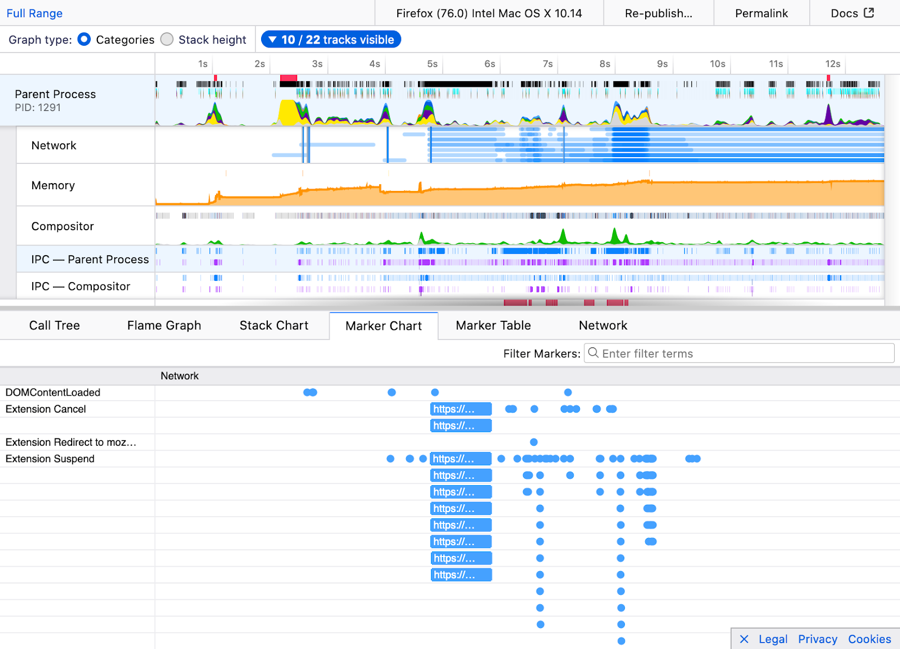 Full Range
Firefox (76.0) Intel Mac OS X 10.14
Re-publish...
Permalink
Docs
Graph type: Categories Stack height
10 / 22 tracks visible
1s 2s 3s 4s 5s 6s 7s 8s 9s 10s 11s 12s
Parent Process
PID: 1291
Network
Memory
Compositor
IPC — Parent Process
IPC — Compositor
Call Tree
Flame Graph
Stack Chart
Marker Chart
Marker Table
Network
Filter Markers: Enter filter terms
Network
DOMContentLoaded
Extension Cancel https://...
https://...
Extension Redirect to moz...
Extension Suspend https://...
https://...
https://...
https://...
https://...
https://...
https://...
https://...
Legal Privacy Cookies